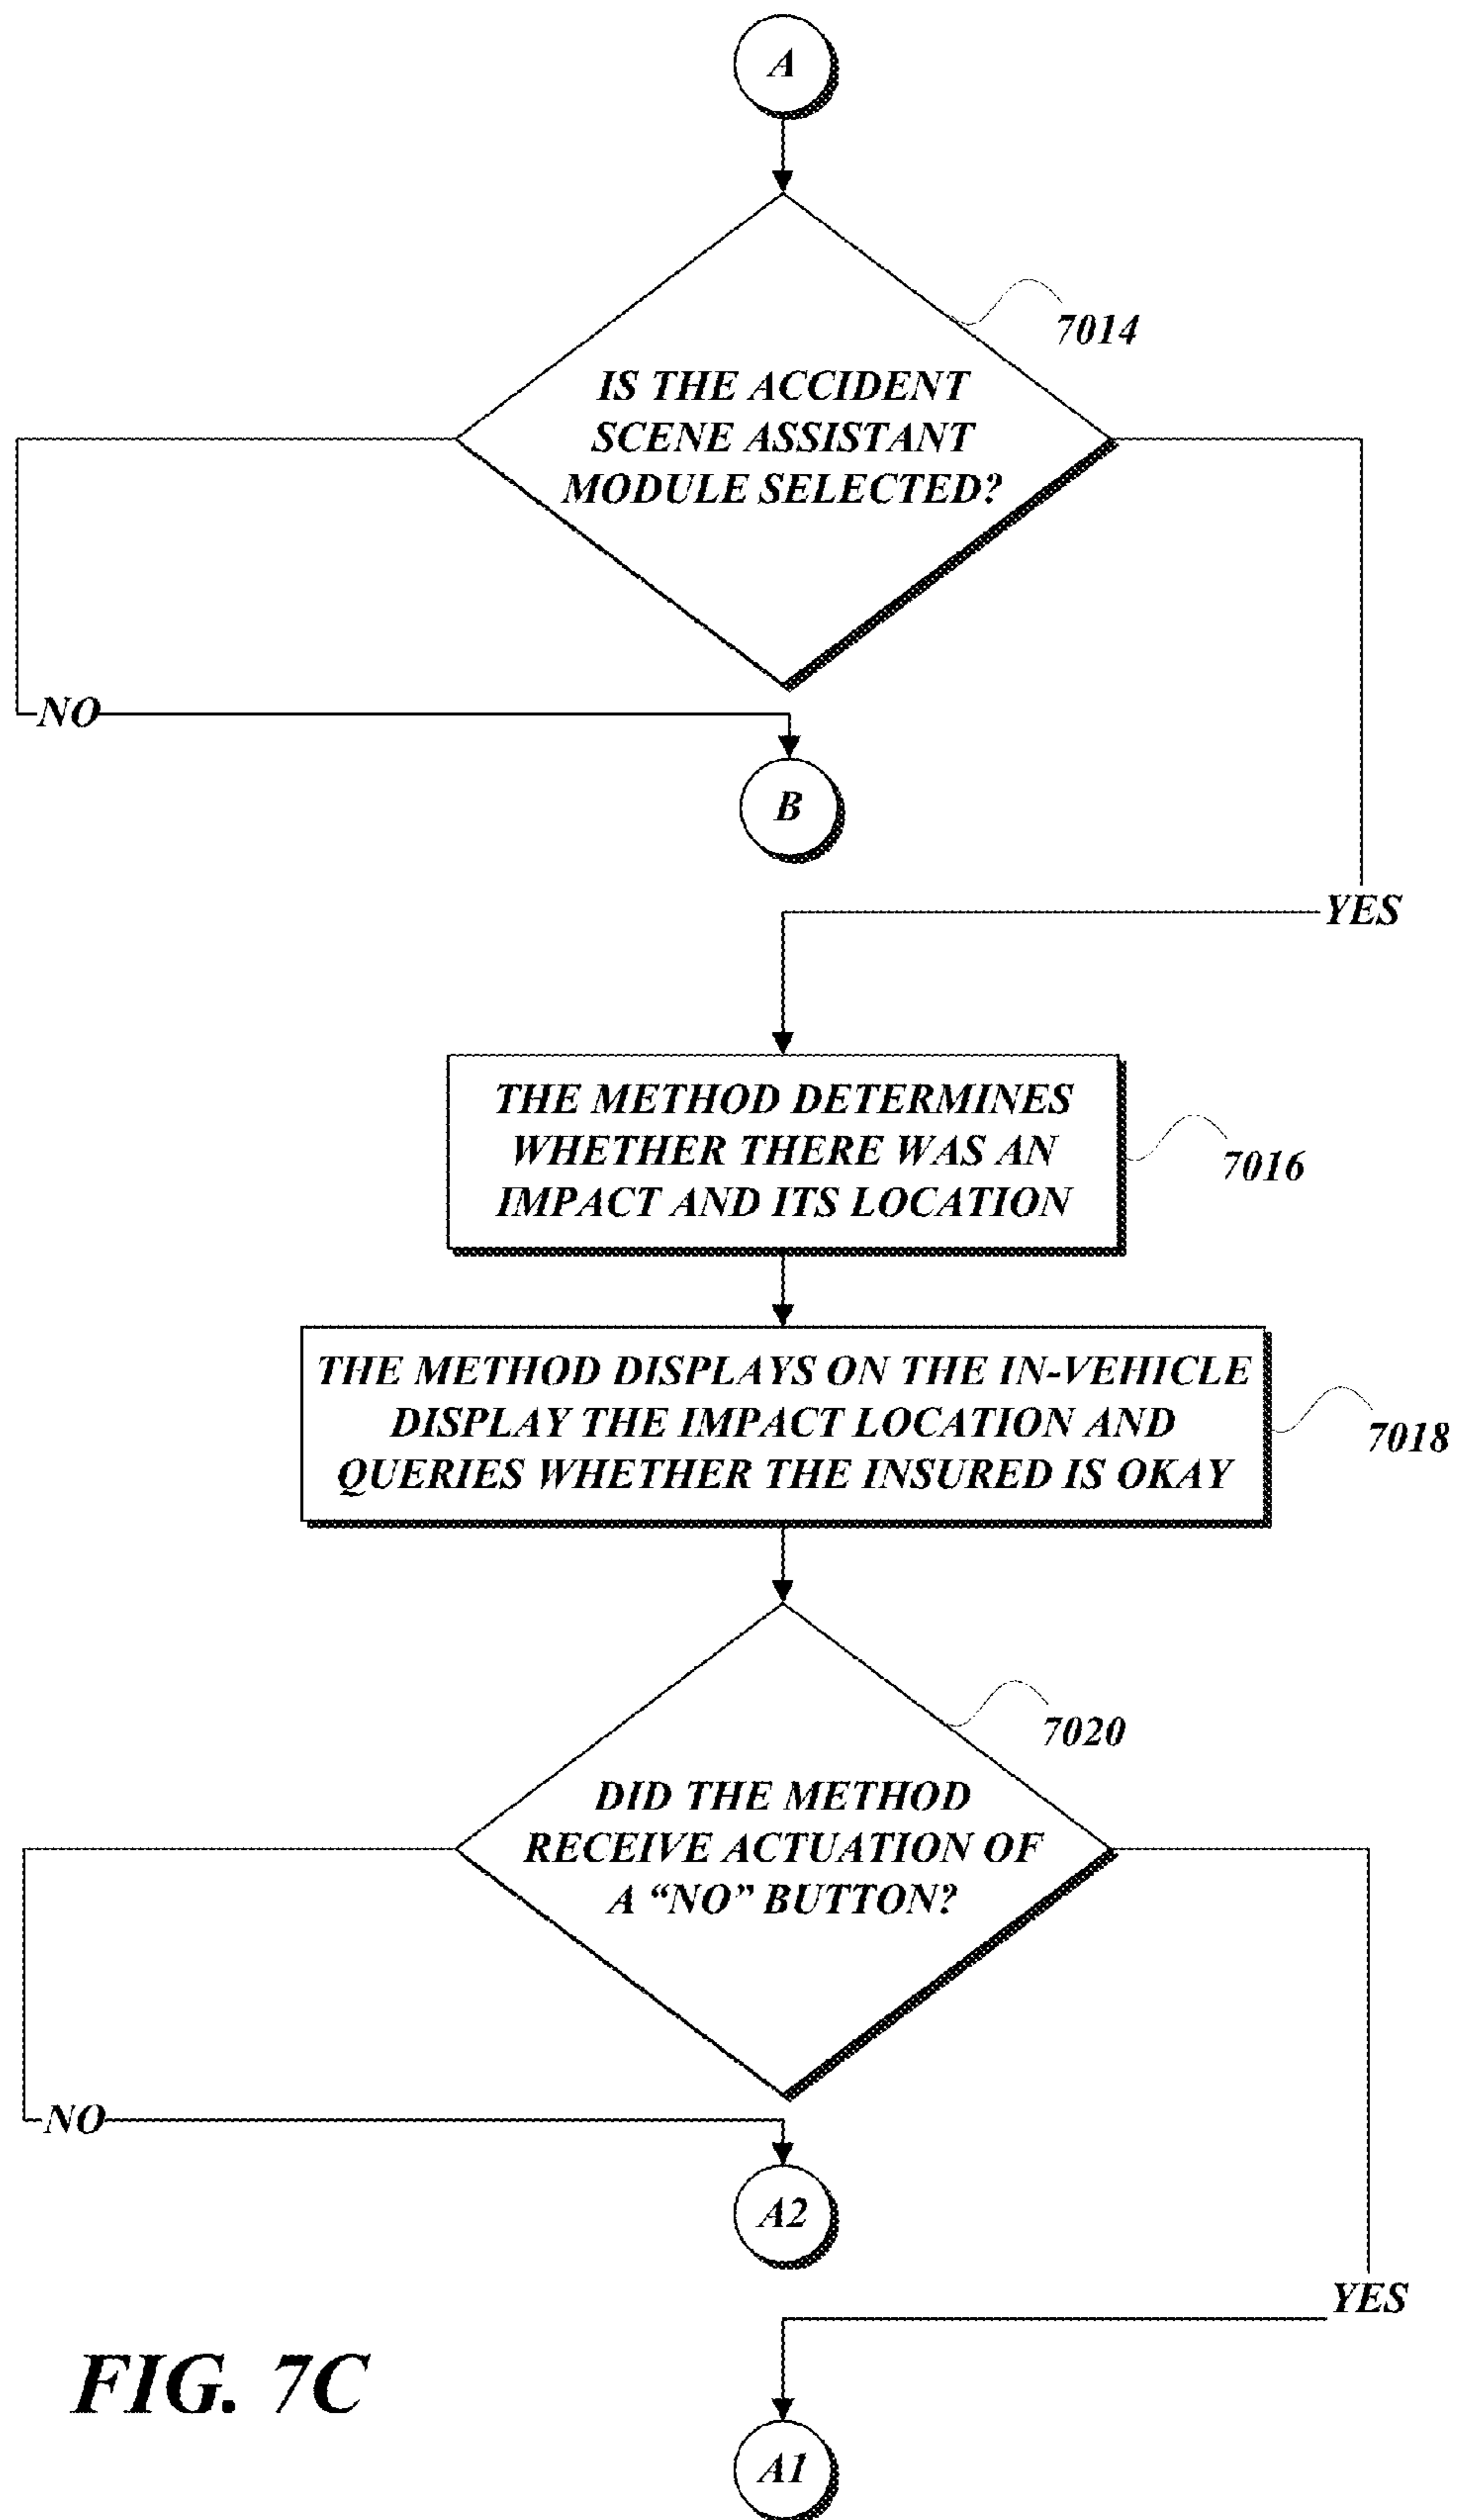 A
7014
IS THE ACCIDENT
SCENE ASSISTANT
MODULE SELECTED?
NO
B
YES
THE METHOD DETERMINES
WHETHER THERE WAS AN
IMPACT AND ITS LOCATION
7016
THE METHOD DISPLAYS ON THE IN-VEHICLE
DISPLAY THE IMPACT LOCATION AND
QUERIES WHETHER THE INSURED IS OKAY
7018
7020
DID THE METHOD
RECEIVE ACTUATION OF
A “NO” BUTTON?
NO
A2
YES
FIG. 7C
A1